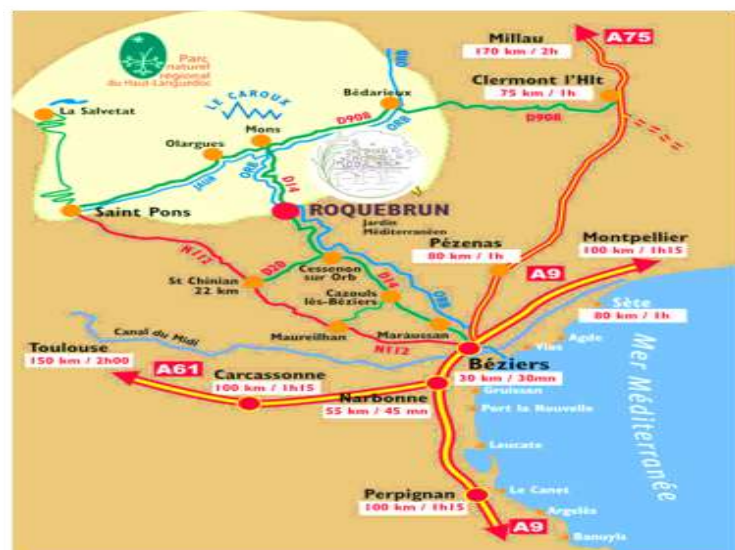 Millau
170 km / 2h
A75
Parc
naturel
régional
du Haut-Languedoc
ORB
Clermont l'Hlt
75 km / 1h
La Salvetat
LE CAROUX
Bédarieux
D908
ORB
D908
Mons
Olargues
JAUR
ORB
D14
Saint Pons
ROQUEBRUN
Jardin
Méditerranéen
Pézenas
80 km / 1h
Montpellier
100 km / 1h15
A9
N112
D20
St Chinian
22 km
Cessenon
sur Orb
D14
ORB
Cazouls
lès-Béziers
Sète
80 km / 1h
Canal du Midi
Maureilhan
Maraussan
Agde
Vias
N112
Toulouse
150 km / 2h00
A61
Carcassonne
100 km / 1h15
Béziers
30 km / 30mn
Narbonne
55 km / 45 mn
Gruissan
Port la Nouvelle
Mer Méditerranée
Leucate
Perpignan
100 km / 1h15
Le Canet
Argelès
A9
Banuyls